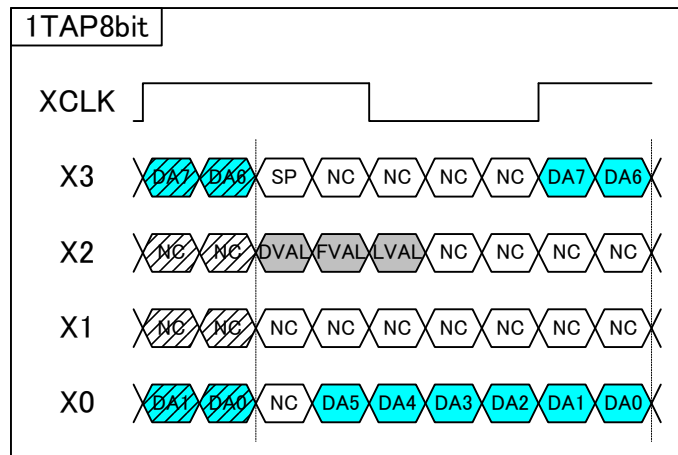 1TAP8bit
XCLK
X3 DA7 DA6 SP NC NC NC NC DA7 DA6
X2 NC NC DVAL FVAL LVAL NC NC NC NC
X1 NC NC NC NC NC NC NC NC NC
X0 DA1 DA0 NC DA5 DA4 DA3 DA2 DA1 DA0